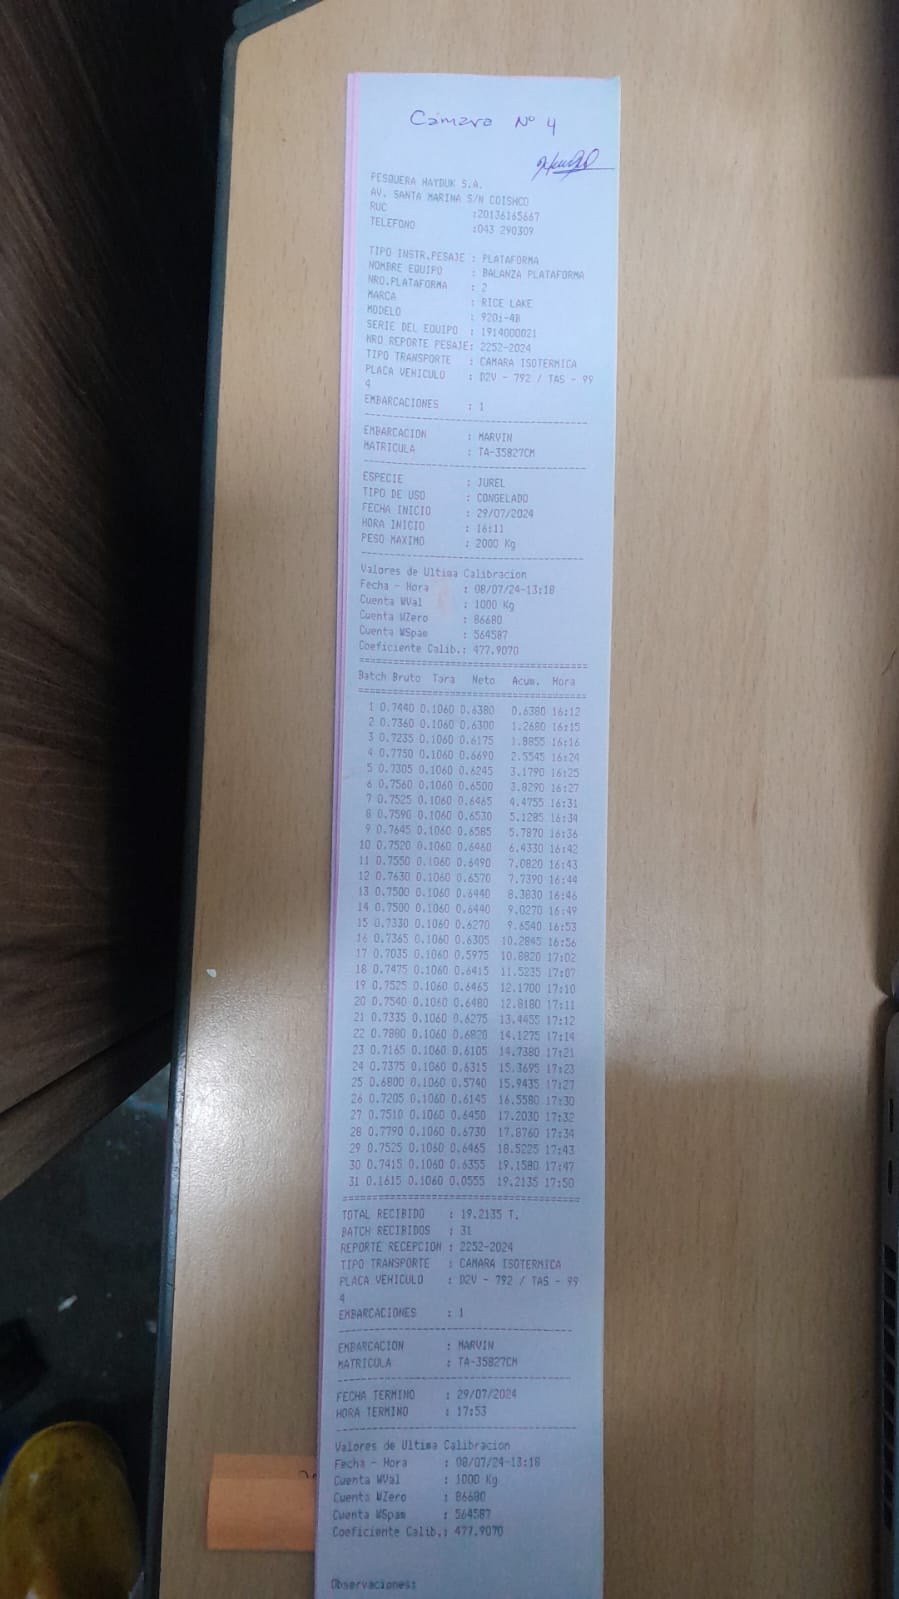 Cámara Nº 4
PESQUERA HAYDUK S.A.
AV. SANTA MARINA S/N COISHCO
RUC :20136165667
TELEFONO :043 290309
TIPO INSTR.PESAJE : PLATAFORMA
NOMBRE EQUIPO : BALANZA PLATAFORMA
NRO.PLATAFORMA : 2
MARCA : RICE LAKE
MODELO : 920i-4B
SERIE DEL EQUIPO : 1914000021
NRO REPORTE PESAJE: 2252-2024
TIPO TRANSPORTE : CAMARA ISOTERMICA
PLACA VEHICULO : D2V - 792 / TAS - 99
4
EMBARCACIONES : 1
EMBARCACION : MARVIN
MATRICULA : TA-35827CM
ESPECIE : JUREL
TIPO DE USO : CONGELADO
FECHA INICIO : 29/07/2024
HORA INICIO : 16:11
PESO MAXIMO : 2000 Kg
Valores de Ultima Calibracion
Fecha - Hora : 08/07/24-13:18
Cuenta WVal : 1000 Kg
Cuenta WZero : 86680
Cuenta WSpam : 564587
Coeficiente Calib.: 477.9070
Batch Bruto Tara Neto Acum. Hora
1 0.7440 0.1060 0.6380 0.6380 16:12
2 0.7360 0.1060 0.6300 1.2680 16:15
3 0.7235 0.1060 0.6175 1.8855 16:16
4 0.7750 0.1060 0.6690 2.5545 16:24
5 0.7305 0.1060 0.6245 3.1790 16:25
6 0.7560 0.1060 0.6500 3.8290 16:27
7 0.7525 0.1060 0.6465 4.4755 16:31
8 0.7590 0.1060 0.6530 5.1285 16:34
9 0.7645 0.1060 0.6585 5.7870 16:36
10 0.7520 0.1060 0.6460 6.4330 16:42
11 0.7550 0.1060 0.6490 7.0820 16:43
12 0.7630 0.1060 0.6570 7.7390 16:44
13 0.7500 0.1060 0.6440 8.3830 16:46
14 0.7500 0.1060 0.6440 9.0270 16:49
15 0.7330 0.1060 0.6270 9.6540 16:53
16 0.7365 0.1060 0.6305 10.2845 16:56
17 0.7035 0.1060 0.5975 10.8820 17:02
18 0.7475 0.1060 0.6415 11.5235 17:07
19 0.7525 0.1060 0.6465 12.1700 17:10
20 0.7540 0.1060 0.6480 12.8180 17:11
21 0.7335 0.1060 0.6275 13.4455 17:12
22 0.7880 0.1060 0.6820 14.1275 17:14
23 0.7165 0.1060 0.6105 14.7380 17:21
24 0.7375 0.1060 0.6315 15.3695 17:23
25 0.6800 0.1060 0.5740 15.9435 17:27
26 0.7205 0.1060 0.6145 16.5580 17:30
27 0.7510 0.1060 0.6450 17.2030 17:32
28 0.7790 0.1060 0.6730 17.8760 17:34
29 0.7525 0.1060 0.6465 18.5225 17:43
30 0.7415 0.1060 0.6355 19.1580 17:47
31 0.1615 0.1060 0.0555 19.2135 17:50
TOTAL RECIBIDO : 19.2135 T.
BATCH RECIBIDOS : 31
REPORTE RECEPCION : 2252-2024
TIPO TRANSPORTE : CAMARA ISOTERMICA
PLACA VEHICULO : D2V - 792 / TAS - 99
4
EMBARCACIONES : 1
EMBARCACION : MARVIN
MATRICULA : TA-35827CM
FECHA TERMINO : 29/07/2024
HORA TERMINO : 17:53
Valores de Ultima Calibracion
Fecha - Hora : 08/07/24-13:18
Cuenta WVal : 1000 Kg
Cuenta WZero : 86680
Cuenta WSpam : 564587
Coeficiente Calib.: 477.9070
Observaciones: